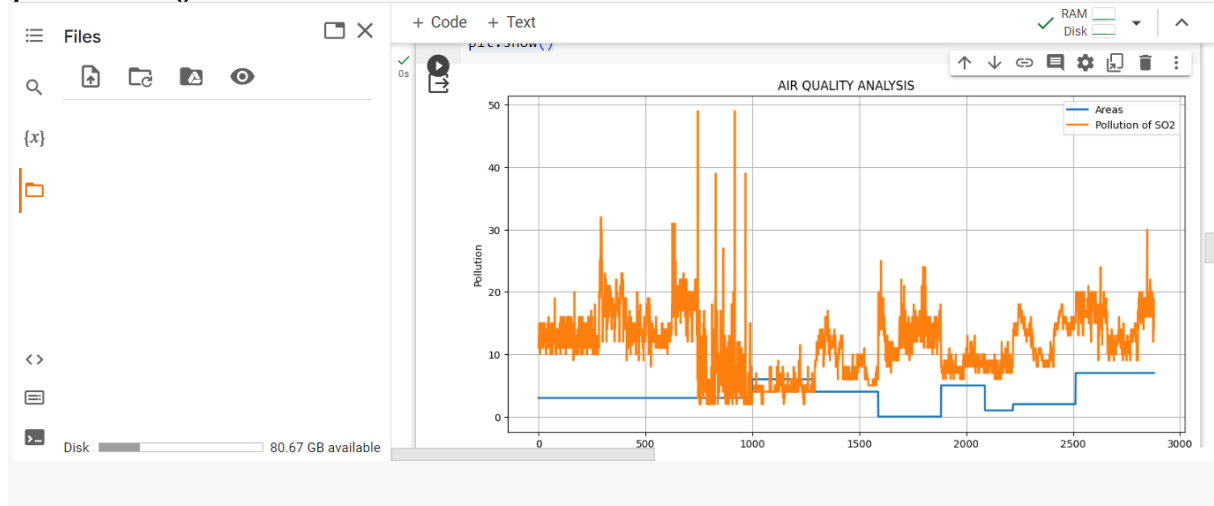 + Code + Text
RAM
Disk
Files
plt.show()
0s
{x}
AIR QUALITY ANALYSIS
Areas
Pollution of SO2
Pollution
50
40
30
20
10
0
0 500 1000 1500 2000 2500 3000
<>
Disk 80.67 GB available